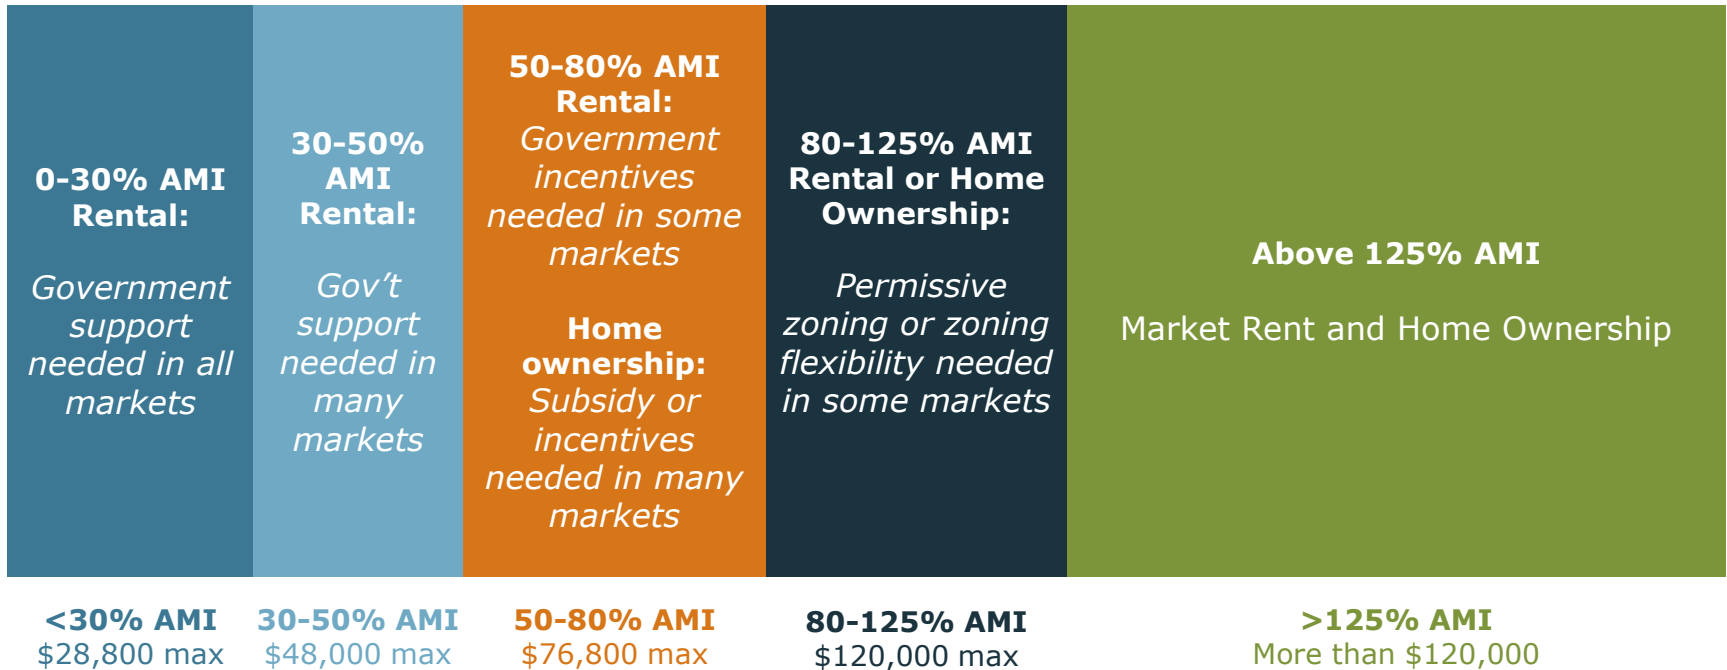 0-30% AMI
Rental:
Government
support
needed in all
markets
30-50%
AMI
Rental:
Gov’t
support
needed in
many
markets
50-80% AMI
Rental:
Government
incentives
needed in some
markets
Home
ownership:
Subsidy or
incentives
needed in many
markets
80-125% AMI
Rental or Home
Ownership:
Permissive
zoning or zoning
flexibility needed
in some markets
Above 125% AMI
Market Rent and Home Ownership
<30% AMI
$28,800 max
30-50% AMI
$48,000 max
50-80% AMI
$76,800 max
80-125% AMI
$120,000 max
>125% AMI
More than $120,000